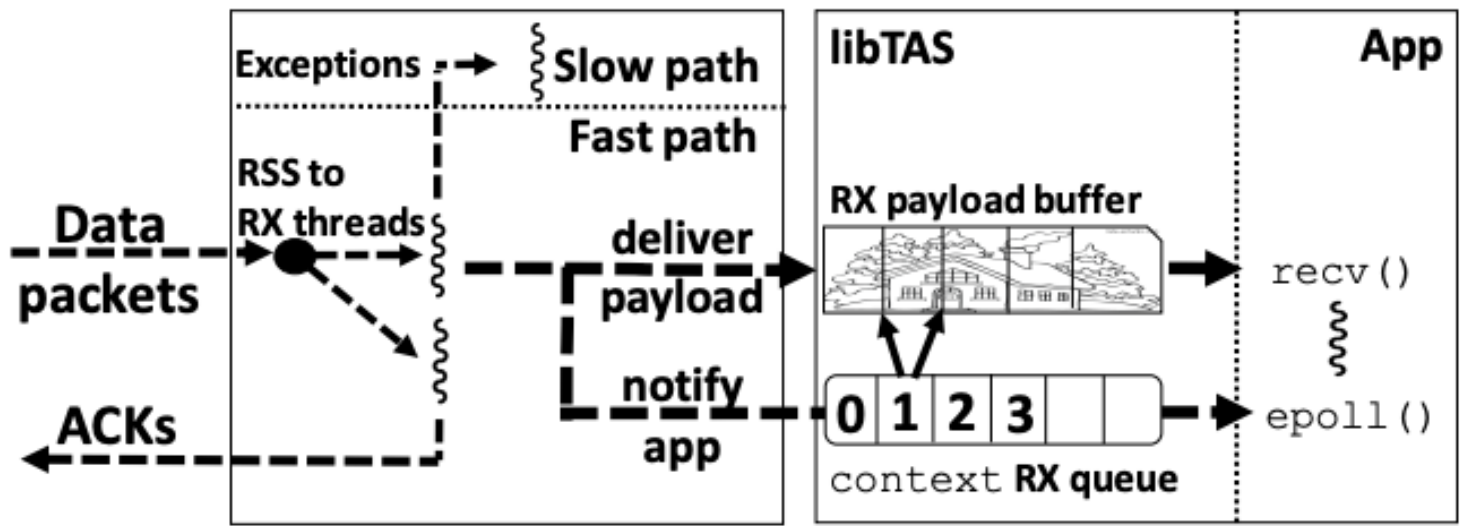 Exceptions
Slow path
Fast path
RSS to
RX threads
Data
packets
ACKs
deliver
payload
notify
app
libTAS
App
RX payload buffer
recv()
0 1 2 3
epoll()
context RX queue